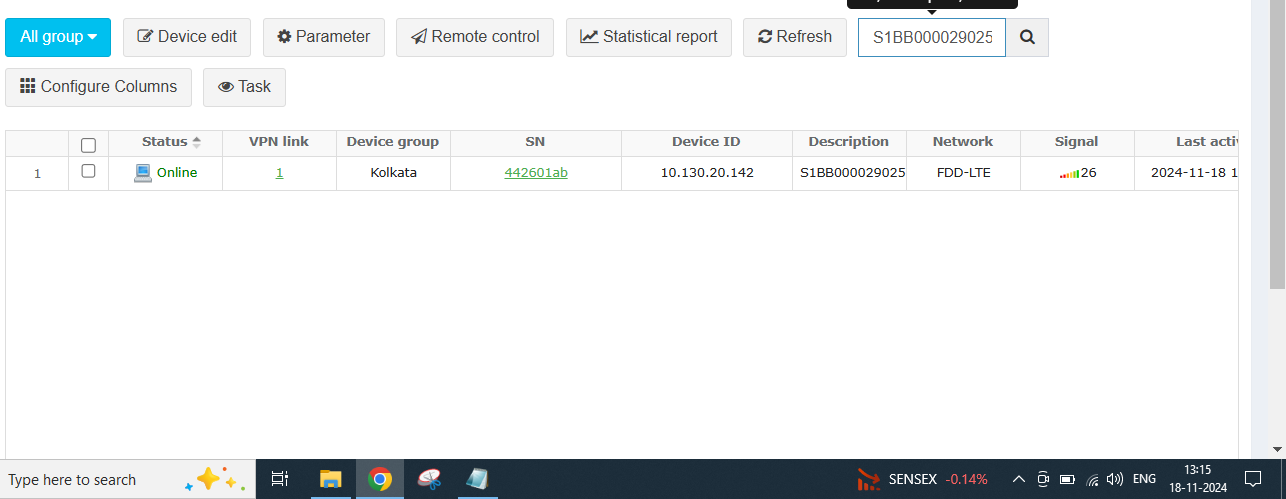 All group
Device edit
Parameter
Remote control
Statistical report
Refresh
S1BB000029025
Configure Columns
Task
Status VPN link Device group SN Device ID Description Network Signal Last activ
1 Online 1 Kolkata 442601ab 10.130.20.142 S1BB000029025 FDD-LTE 26 2024-11-18 1
Type here to search
SENSEX -0.14%
ENG
13:15
18-11-2024